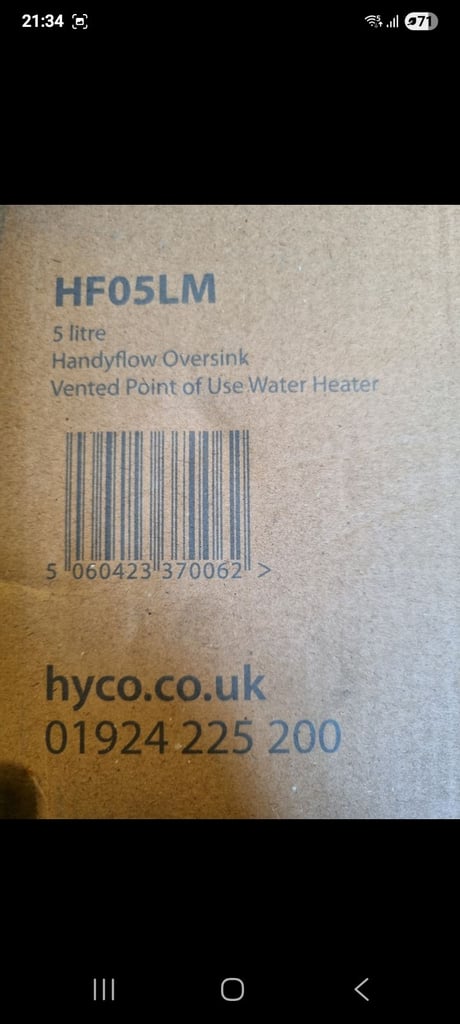 21:34
71
HF05LM
5 litre
Handyflow Oversink
Vented Point of Use Water Heater
5 060423 370062 >
hyco.co.uk
01924 225 200